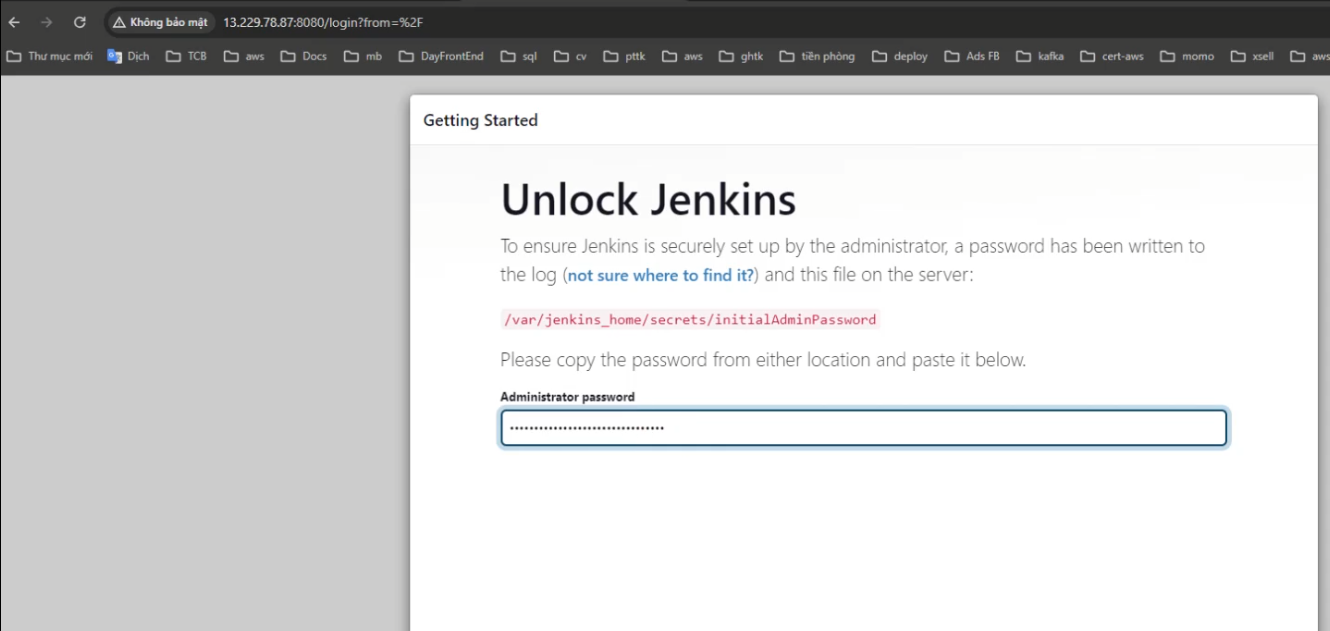 Không bảo mật 13.229.78.87:8080/login?from=%2F
Thư mục mới Dịch TCB aws Docs mb DayFrontEnd sql cv pttk aws ghtk tiền phòng deploy Ads FB kafka cert-aws momo xsell aws
Getting Started
Unlock Jenkins
To ensure Jenkins is securely set up by the administrator, a password has been written to
the log (not sure where to find it?) and this file on the server:
/var/jenkins_home/secrets/initialAdminPassword
Please copy the password from either location and paste it below.
Administrator password